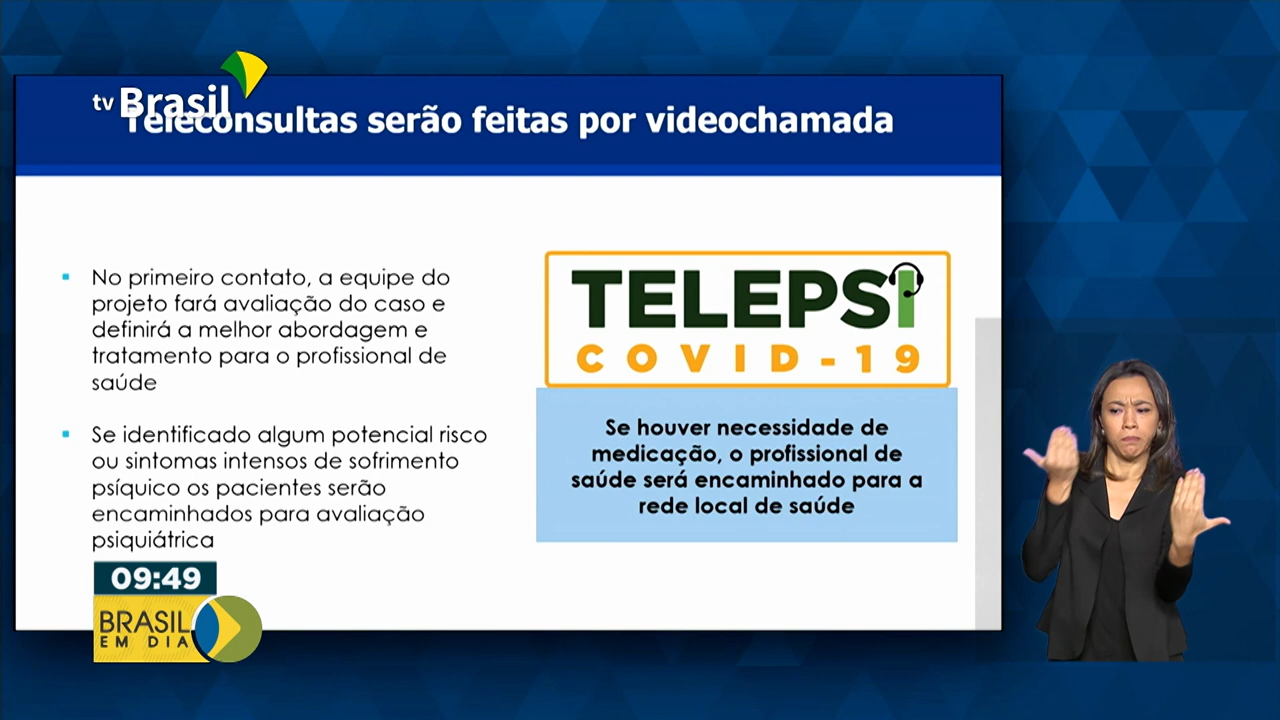 tv Brasil
Teleconsultas serão feitas por videochamada
No primeiro contato, a equipe do
projeto fará avaliação do caso e
definirá a melhor abordagem e
tratamento para o profissional de
saúde
Se identificado algum potencial risco
ou sintomas intensos de sofrimento
psíquico os pacientes serão
encaminhados para avaliação
psiquiátrica
TELEPSI
COVID-19
Se houver necessidade de
medicação, o profissional de
saúde será encaminhado para a
rede local de saúde
09:49
BRASIL
EM DIA